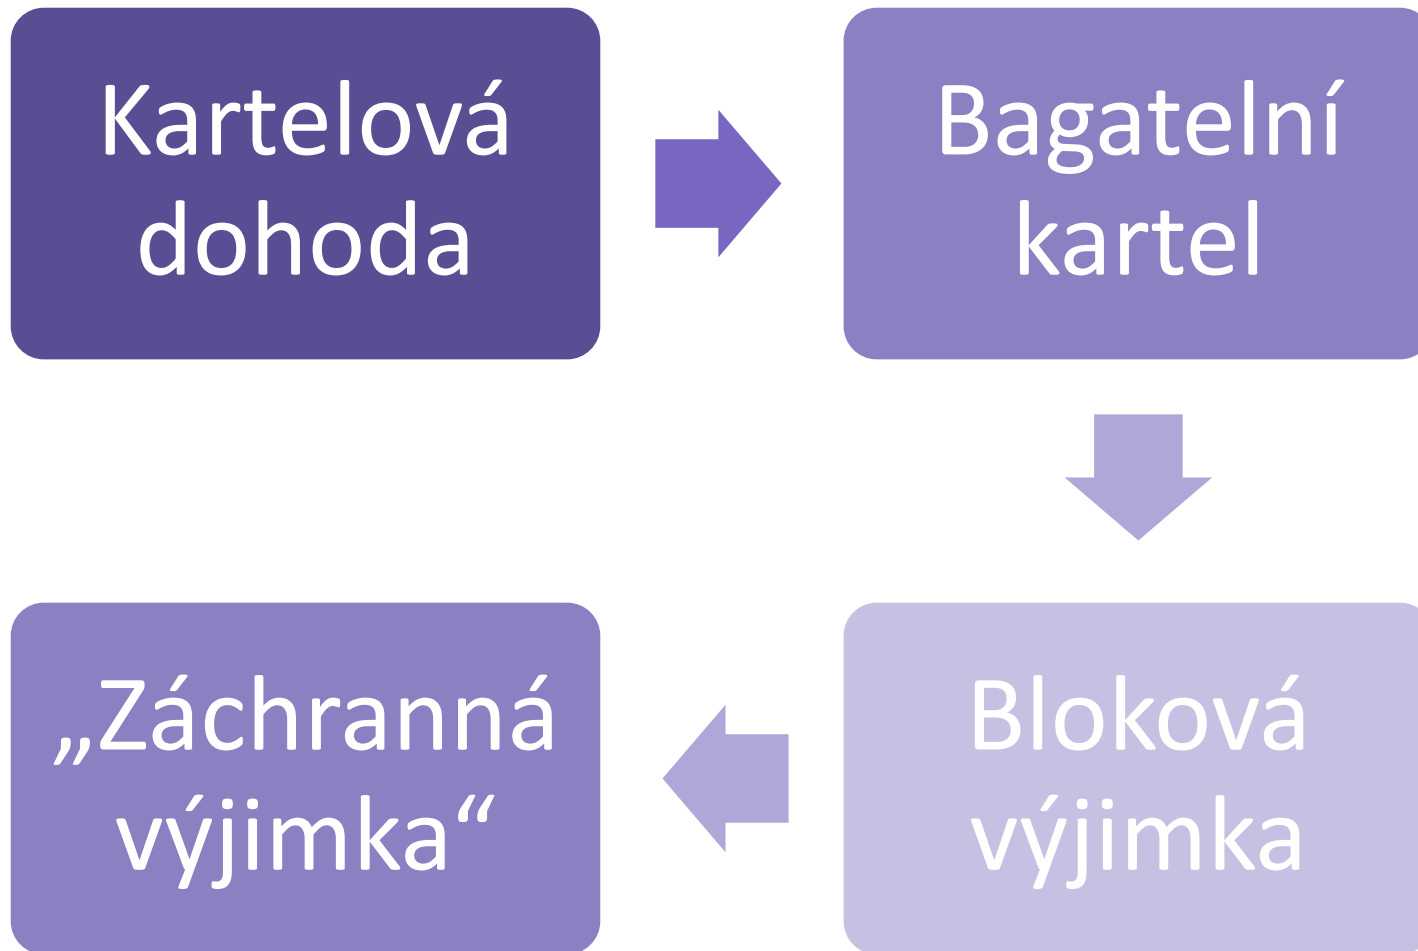 Kartelová
dohoda
Bagatelní
kartel
Bloková
výjimka
„Záchranná
výjimka“